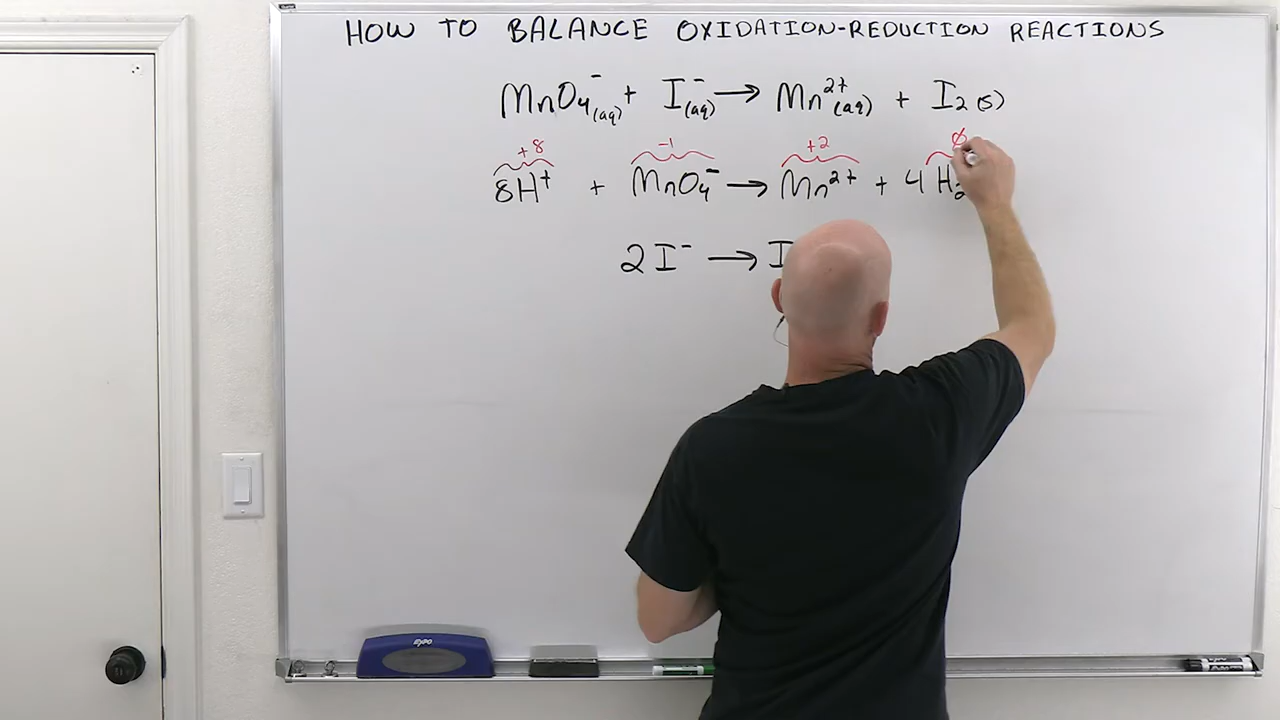 HOW TO BALANCE OXIDATION-REDUCTION REACTIONS
MnO₄⁻(aq) + I⁻(aq) → Mn²⁺(aq) + I₂(s)
+8 -1 +2 Ø
8H⁺ + MnO₄⁻ → Mn²⁺ + 4H₂
2I⁻ → I
EXPO